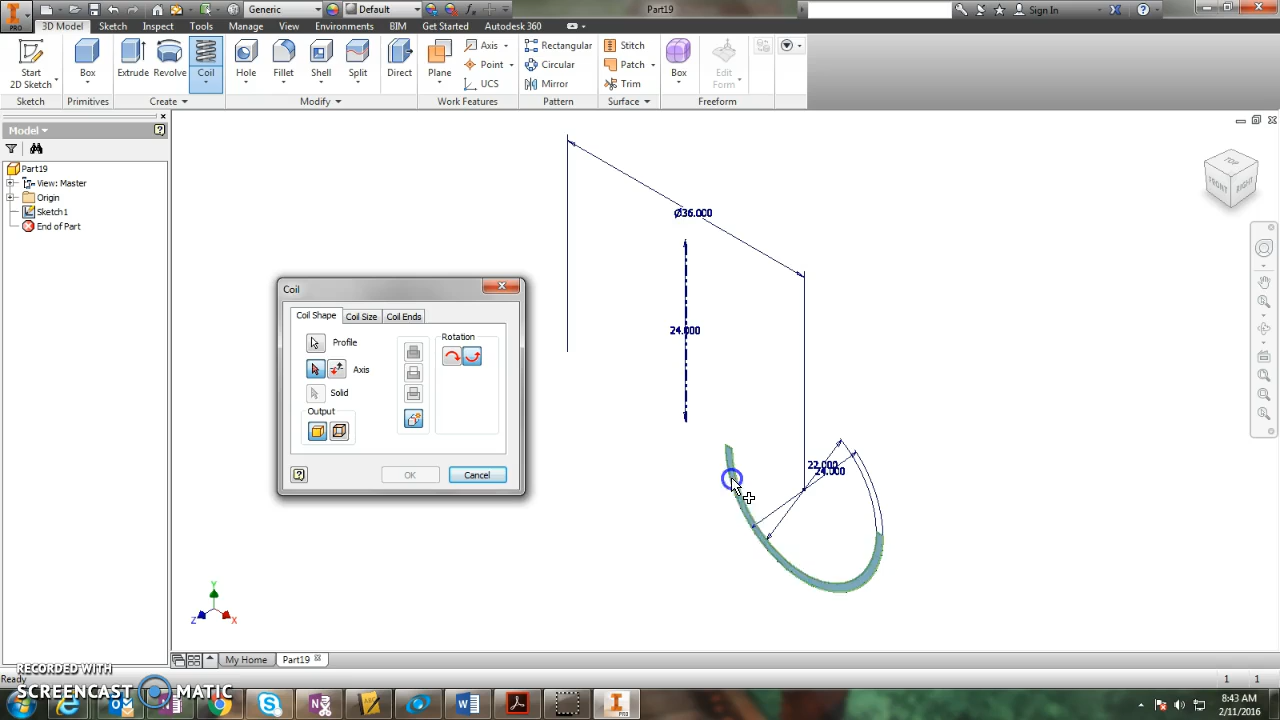 PRO
Generic
Default
Part19
Sign In
3D Model Sketch Inspect Tools Manage View Environments BIM Get Started Autodesk 360
Start
2D Sketch
Box
Extrude Revolve Coil
Hole Fillet Shell Split
Direct
Plane
Axis
Point
UCS
Rectangular
Circular
Mirror
Stitch
Patch
Trim
Box
Edit
Form
Sketch Primitives Create Modify Work Features Pattern Surface Freeform
Model
Part19
View: Master
Origin
Sketch1
End of Part
TOP
FRONT RIGHT
Ø36.000
24.000
22.000
24.000
Coil
Coil Shape Coil Size Coil Ends
Profile
Axis
Solid
Output
Rotation
OK
Cancel
Y
Z X
My Home Part19
Ready
1 1
RECORDED WITH
SCREENCAST MATIC
8:43 AM
2/11/2016